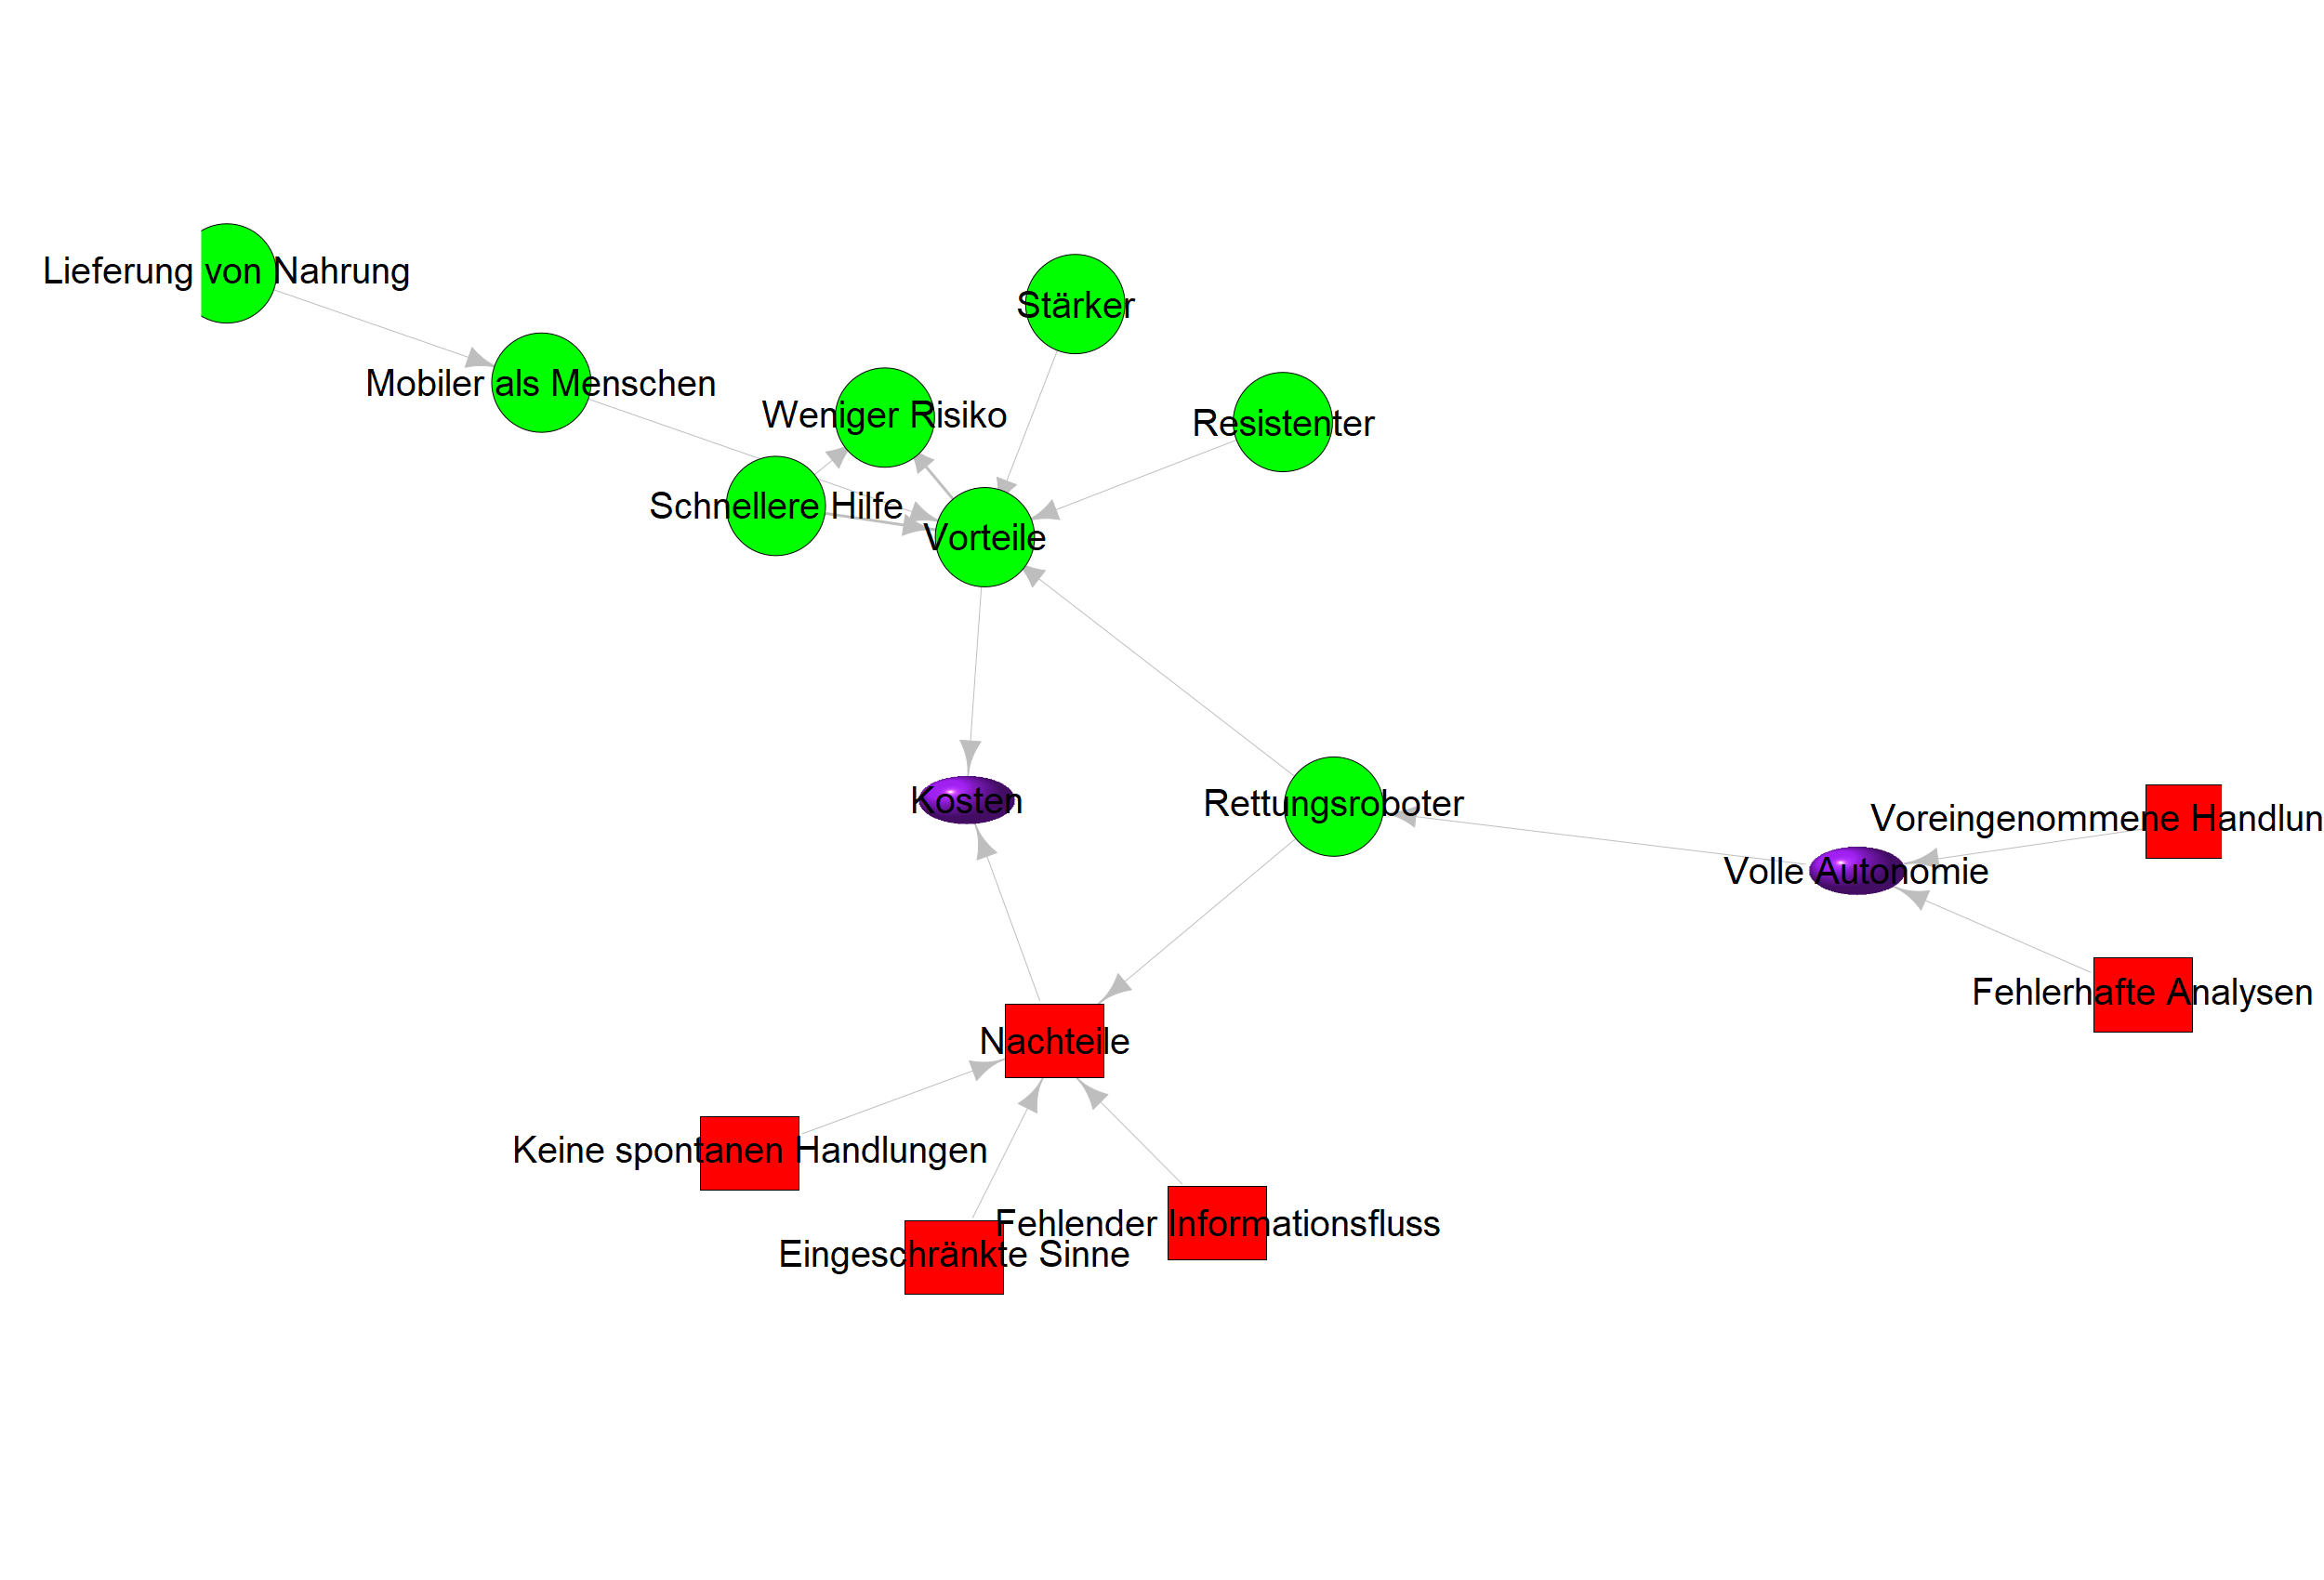 Lieferung von Nahrung
Stärker
Mobiler als Menschen
Weniger Risiko
Resistenter
Schnellere Hilfe
Vorteile
Kosten
Rettungsroboter
Voreingenommene Handlun
Volle Autonomie
Fehlerhafte Analysen
Nachteile
Keine spontanen Handlungen
Fehlender Informationsfluss
Eingeschränkte Sinne